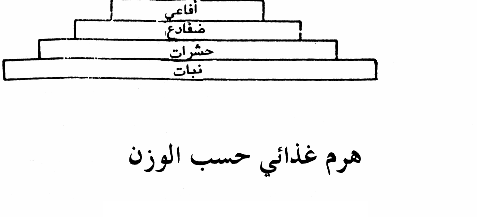 أفاعي
ضفادع
حشرات
نبات
هرم غذائي حسب الوزن